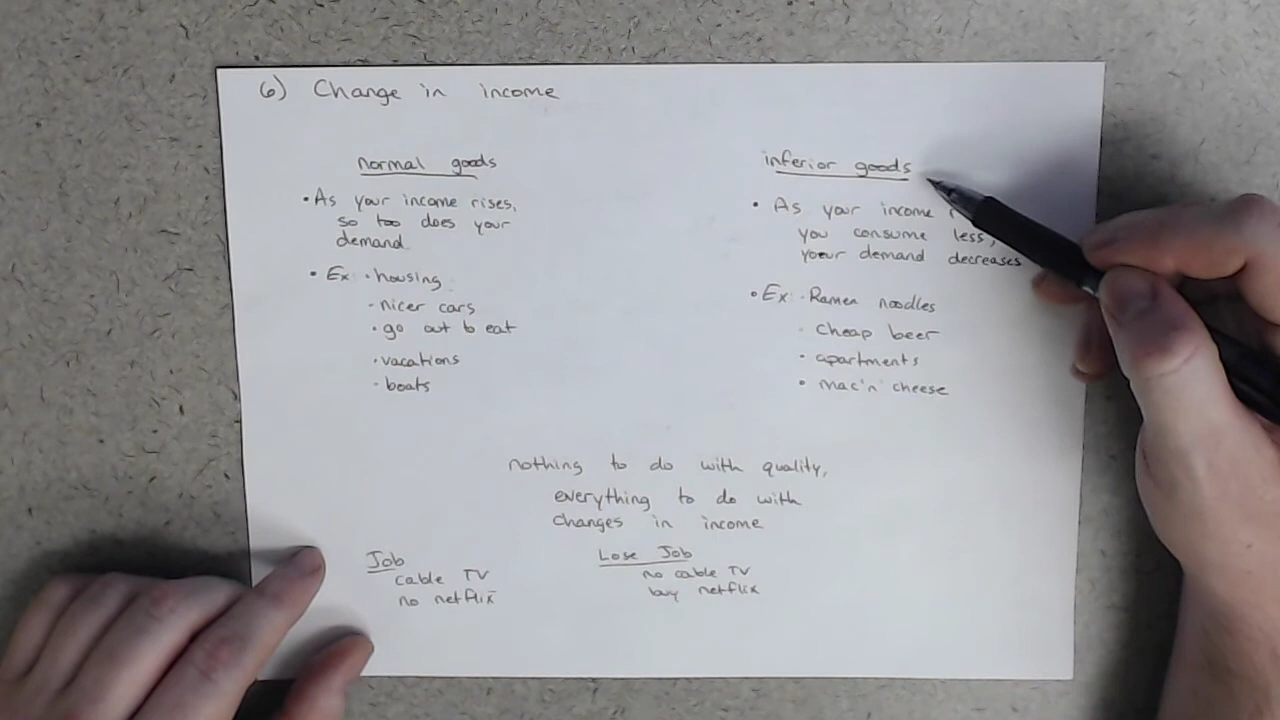 6) Change in income
normal goods
• As your income rises,
so too does your
demand
• Ex: • housing
• nicer cars
• go out to eat
• vacations
• boats
inferior goods
• As your income
you consume less,
your demand decreases
• Ex: • Ramen noodles
• cheap beer
• apartments
• mac'n'cheese
nothing to do with quality,
everything to do with
changes in income
Job
cable TV
no netflix
Lose Job
no cable TV
buy netflix